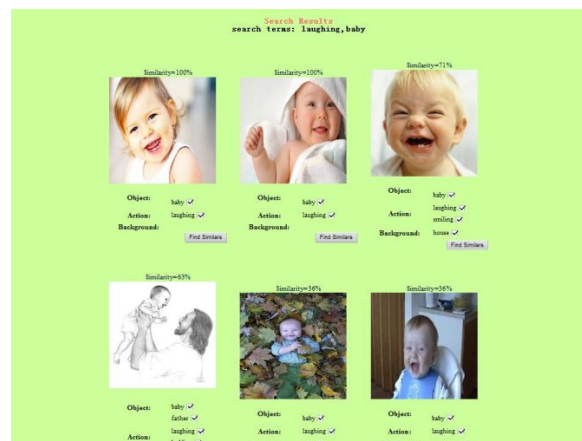 Search Results
search terms: laughing,baby
Similarity=100%
Similarity=100%
Similarity=71%
Object: baby
Action: laughing
Background:
Find Similars
Object: baby
Action: laughing
Background:
Find Similars
Object: baby
Action: laughing
smiling
Background: house
Find Similars
Similarity=63%
Similarity=36%
Similarity=36%
Object: baby
father
Action: laughing
Object: baby
Action: laughing
Object: baby
Action: laughing